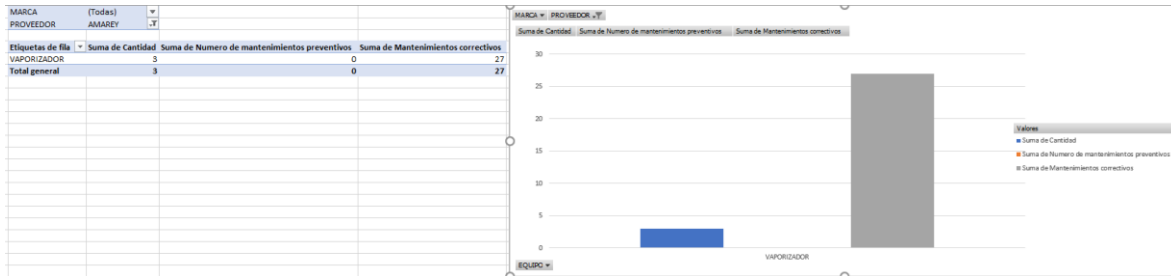 MARCA (Todas)
PROVEEDOR AMAREY
Etiquetas de fila Suma de Cantidad Suma de Numero de mantenimientos preventivos Suma de Mantenimientos correctivos
VAPORIZADOR 3 0 27
Total general 3 0 27
MARCA PROVEEDOR
Suma de Cantidad Suma de Numero de mantenimientos preventivos Suma de Mantenimientos correctivos
30
25
20
15
10
5
0
VAPORIZADOR
Valores
Suma de Cantidad
Suma de Numero de mantenimientos preventivos
Suma de Mantenimientos correctivos
EQUIPO